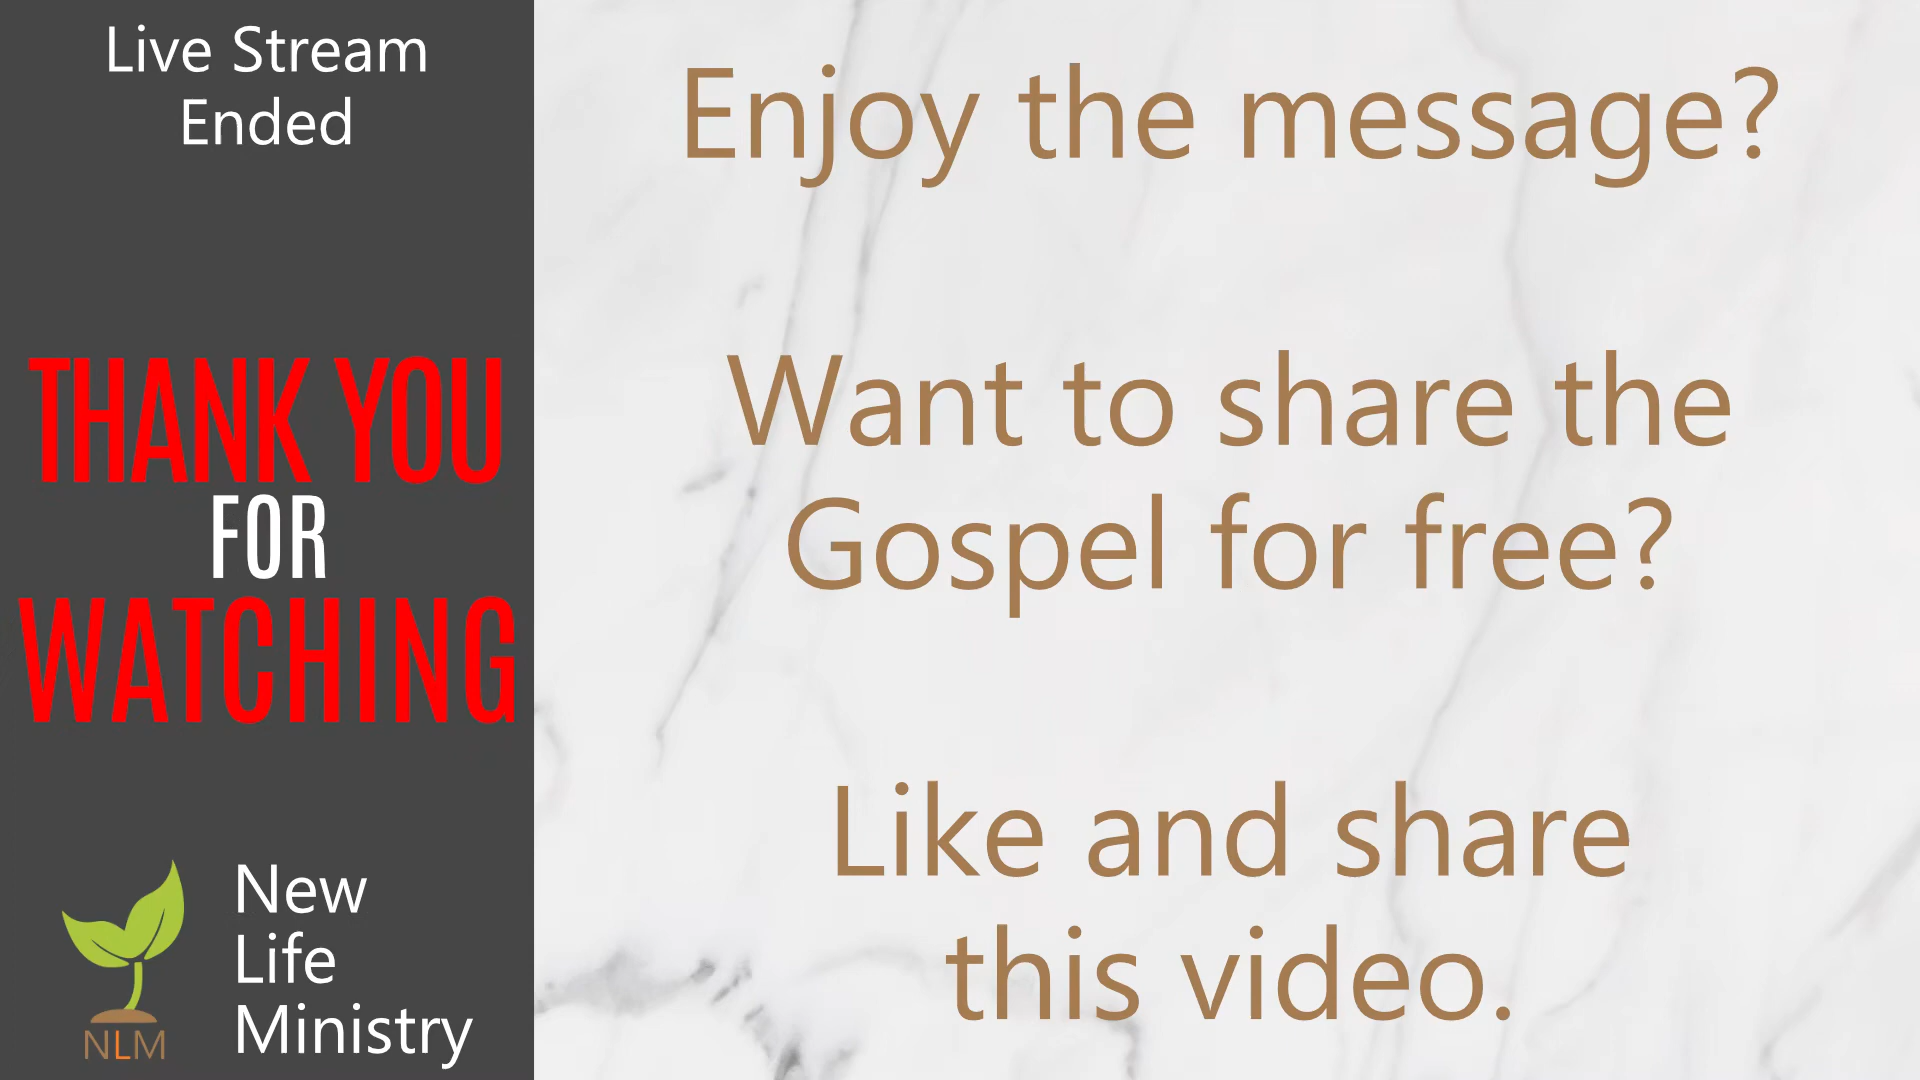 Live Stream
Ended
THANK YOU
FOR
WATCHING
NLM
New
Life
Ministry
Enjoy the message?
Want to share the
Gospel for free?
Like and share
this video.